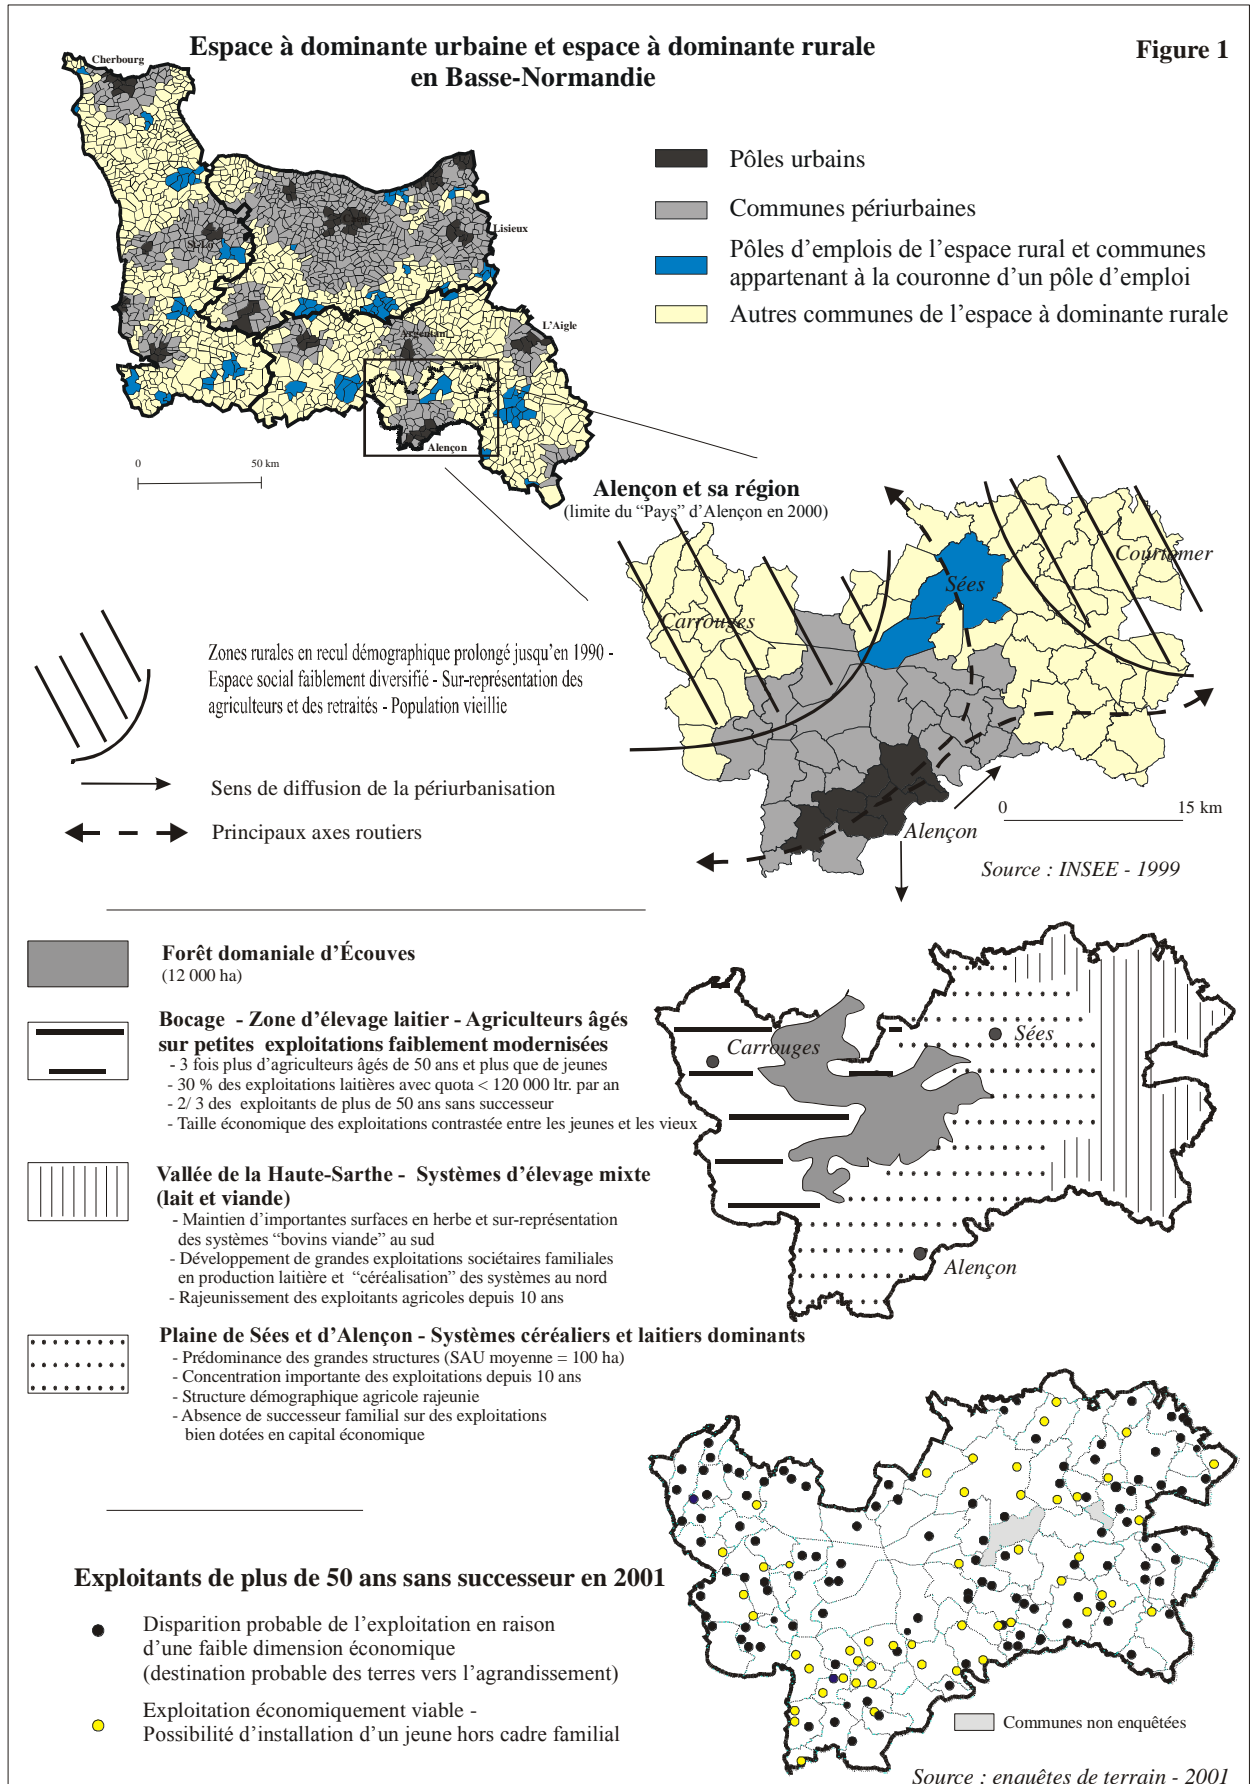 Espace à dominante urbaine et espace à dominante rurale
en Basse-Normandie
Figure 1
Cherbourg
Lisieux
L'Aigle
Argentan
Alençon
0
50 km
Pôles urbains
Communes périurbaines
Pôles d'emplois de l'espace rural et communes
appartenant à la couronne d'un pôle d'emploi
Autres communes de l'espace à dominante rurale
Alençon et sa région
(limite du "Pays" d'Alençon en 2000)
Courtomer
Sées
Carrouges
Alençon
0
15 km
Source : INSEE - 1999
Zones rurales en recul démographique prolongé jusqu'en 1990 -
Espace social faiblement diversifié - Sur-représentation des
agriculteurs et des retraités - Population vieillie
Sens de diffusion de la périurbanisation
Principaux axes routiers
Forêt domaniale d'Écouves
(12 000 ha)
Bocage - Zone d'élevage laitier - Agriculteurs âgés
sur petites exploitations faiblement modernisées
- 3 fois plus d'agriculteurs âgés de 50 ans et plus que de jeunes
- 30 % des exploitations laitières avec quota < 120 000 ltr. par an
- 2/ 3 des exploitants de plus de 50 ans sans successeur
- Taille économique des exploitations contrastée entre les jeunes et les vieux
Vallée de la Haute-Sarthe - Systèmes d'élevage mixte
(lait et viande)
- Maintien d'importantes surfaces en herbe et sur-représentation
des systèmes "bovins viande" au sud
- Développement de grandes exploitations sociétaires familiales
en production laitière et "céréalisation" des systèmes au nord
- Rajeunissement des exploitants agricoles depuis 10 ans
Plaine de Sées et d'Alençon - Systèmes céréaliers et laitiers dominants
- Prédominance des grandes structures (SAU moyenne = 100 ha)
- Concentration importante des exploitations depuis 10 ans
- Structure démographique agricole rajeunie
- Absence de successeur familial sur des exploitations
bien dotées en capital économique
Carrouges
Sées
Alençon
Exploitants de plus de 50 ans sans successeur en 2001
Disparition probable de l'exploitation en raison
d'une faible dimension économique
(destination probable des terres vers l'agrandissement)
Exploitation économiquement viable -
Possibilité d'installation d'un jeune hors cadre familial
Communes non enquêtées
Source : enquêtes de terrain - 2001